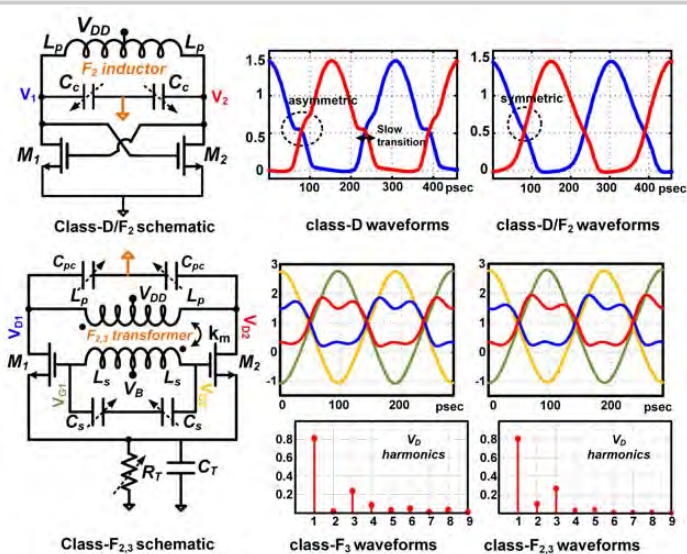 V_DD
L_p L_p
F_2 inductor
C_c C_c
V_1 V_2
M_1 M_2
Class-D/F_2 schematic
1.5
1
0.5
0
asymmetric
Slow
transition
100 200 300 400 psec
class-D waveforms
1.5
1
0.5
0
symmetric
100 200 300 400 psec
class-D/F_2 waveforms
C_pc C_pc
L_p V_DD L_p
V_D1 F_2,3 transformer V_D2
k_m
M_1 M_2
L_s V_B L_s
V_G1
C_s C_s
R_T C_T
Class-F_2,3 schematic
3
2
1
0
-1
0 100 200
psec
0.8
0.6
0.4
0.2
V_D
harmonics
1 2 3 4 5 6 7 8 9
class-F_3 waveforms
3
2
1
0
-1
0 100 200
psec
0.8
0.6
0.4
0.2
V_D
harmonics
1 2 3 4 5 6 7 8 9
class-F_2,3 waveforms